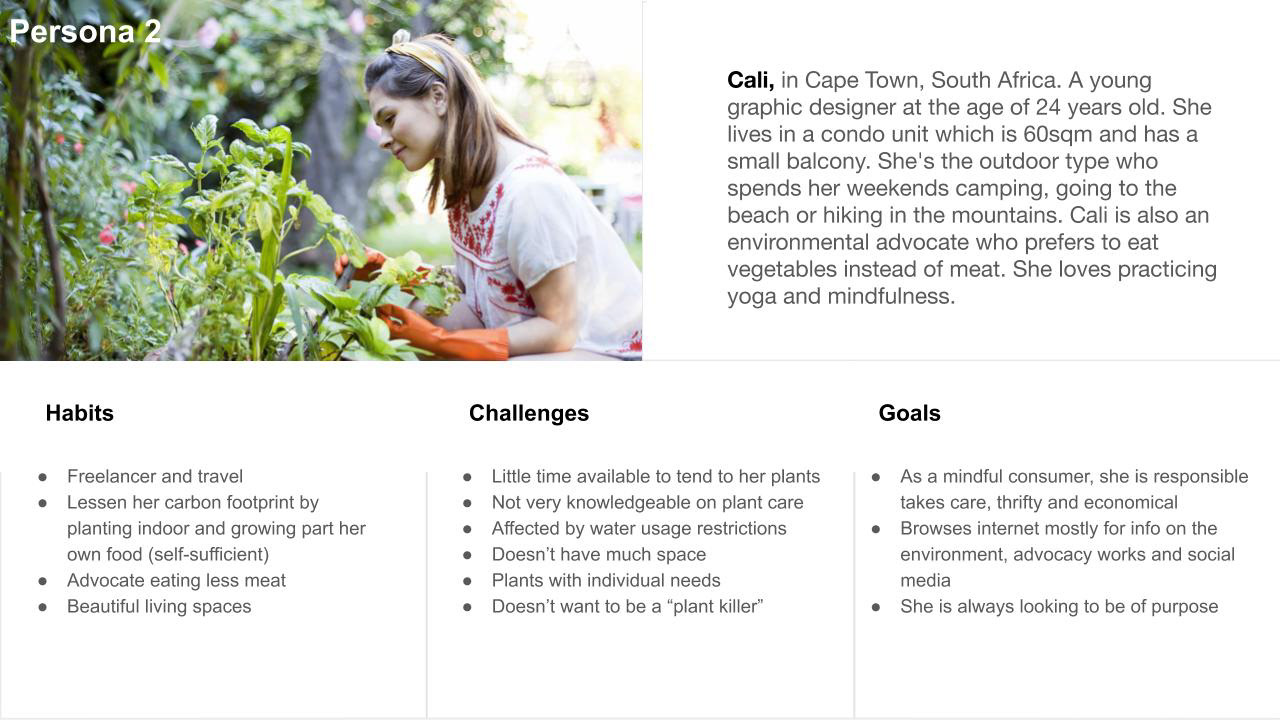 Persona 2
Cali, in Cape Town, South Africa. A young
graphic designer at the age of 24 years old. She
lives in a condo unit which is 60sqm and has a
small balcony. She's the outdoor type who
spends her weekends camping, going to the
beach or hiking in the mountains. Cali is also an
environmental advocate who prefers to eat
vegetables instead of meat. She loves practicing
yoga and mindfulness.
Habits
● Freelancer and travel
● Lessen her carbon footprint by
planting indoor and growing part her
own food (self-sufficient)
● Advocate eating less meat
● Beautiful living spaces
Challenges
● Little time available to tend to her plants
● Not very knowledgeable on plant care
● Affected by water usage restrictions
● Doesn’t have much space
● Plants with individual needs
● Doesn’t want to be a “plant killer”
Goals
● As a mindful consumer, she is responsible
takes care, thrifty and economical
● Browses internet mostly for info on the
environment, advocacy works and social
media
● She is always looking to be of purpose